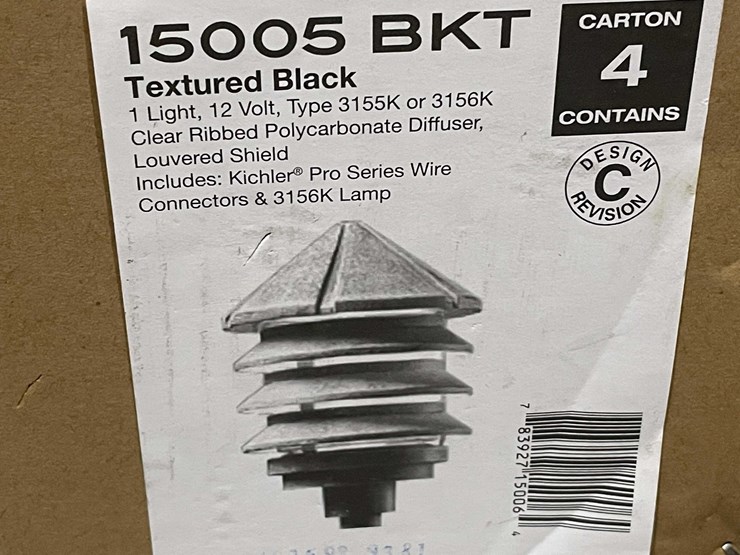 15005 BKT
Textured Black
1 Light, 12 Volt, Type 3155K or 3156K
Clear Ribbed Polycarbonate Diffuser,
Louvered Shield
Includes: Kichler® Pro Series Wire
Connectors & 3156K Lamp
CARTON
4
CONTAINS
DESIGN
C
REVISION
7 83927 15006 4